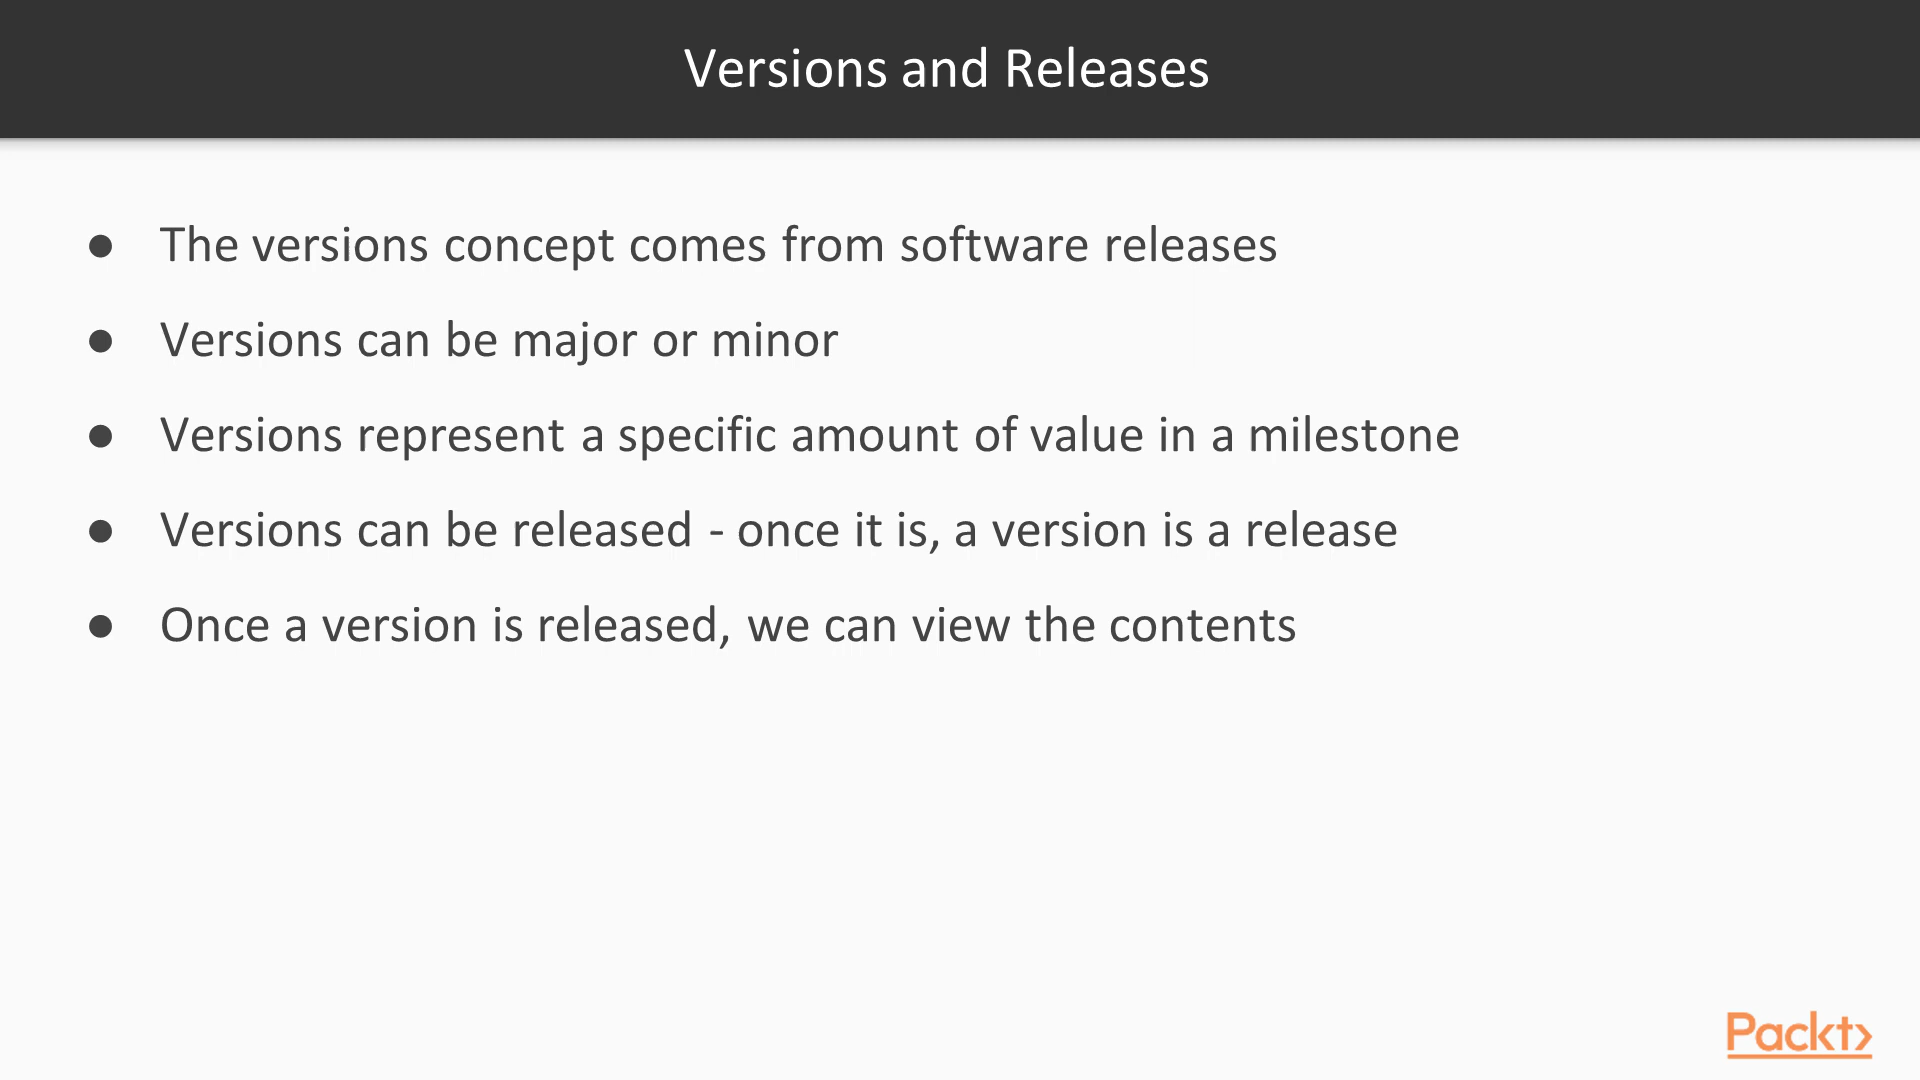 Versions and Releases
● The versions concept comes from software releases
● Versions can be major or minor
● Versions represent a specific amount of value in a milestone
● Versions can be released - once it is, a version is a release
● Once a version is released, we can view the contents
Packt>